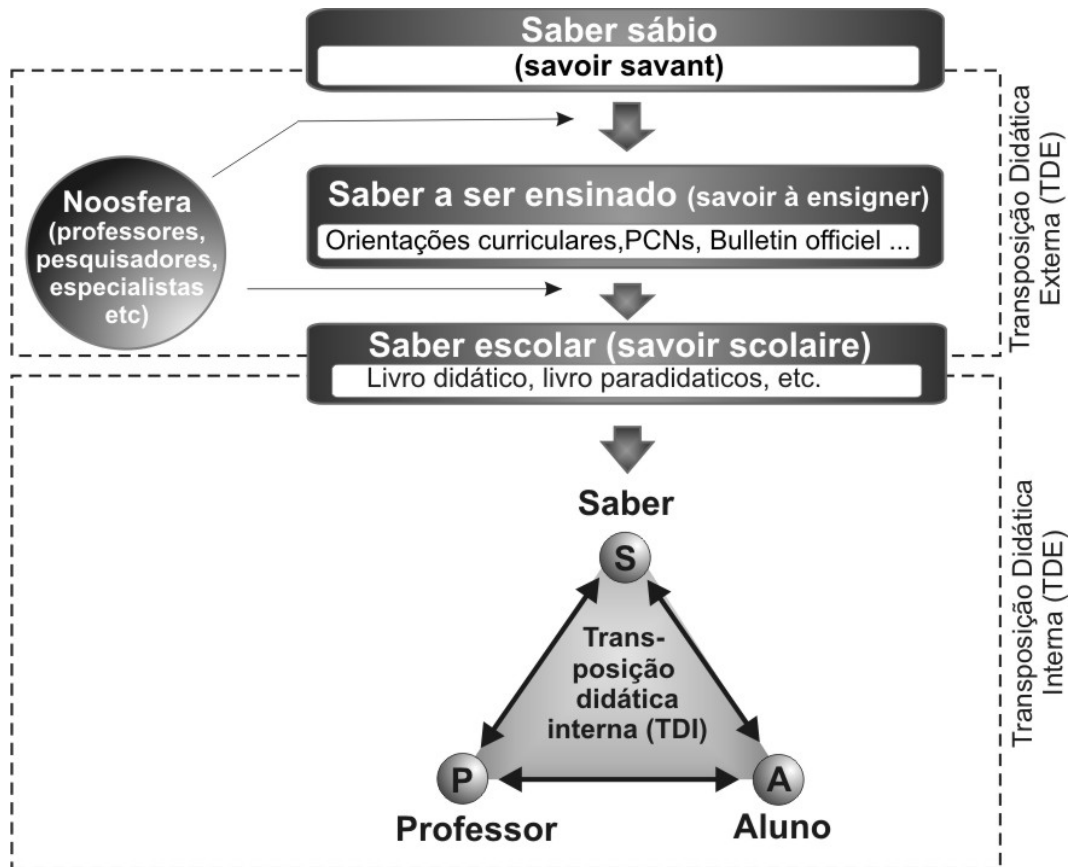 Saber sábio
(savoir savant)
Noosfera
(professores,
pesquisadores,
especialistas
etc)
Saber a ser ensinado (savoir à ensigner)
Orientações curriculares,PCNs, Bulletin officiel ...
Saber escolar (savoir scolaire)
Livro didático, livro paradidaticos, etc.
Transposição Didática
Externa (TDE)
Saber
S
Trans-
posição
didática
interna (TDI)
P
A
Professor
Aluno
Transposição Didática
Interna (TDE)